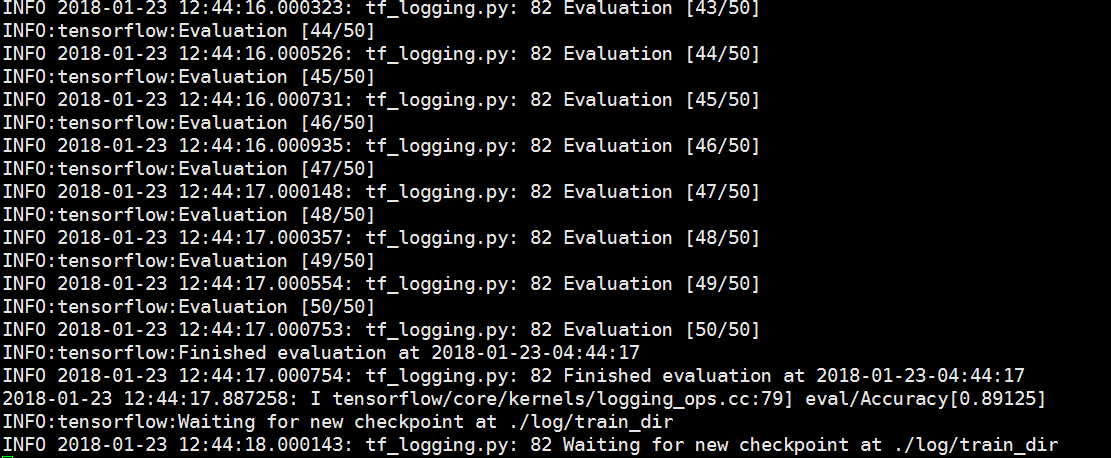 INFO 2018-01-23 12:44:16.000323: tf_logging.py: 82 Evaluation [43/50]
INFO:tensorflow:Evaluation [44/50]
INFO 2018-01-23 12:44:16.000526: tf_logging.py: 82 Evaluation [44/50]
INFO:tensorflow:Evaluation [45/50]
INFO 2018-01-23 12:44:16.000731: tf_logging.py: 82 Evaluation [45/50]
INFO:tensorflow:Evaluation [46/50]
INFO 2018-01-23 12:44:16.000935: tf_logging.py: 82 Evaluation [46/50]
INFO:tensorflow:Evaluation [47/50]
INFO 2018-01-23 12:44:17.000148: tf_logging.py: 82 Evaluation [47/50]
INFO:tensorflow:Evaluation [48/50]
INFO 2018-01-23 12:44:17.000357: tf_logging.py: 82 Evaluation [48/50]
INFO:tensorflow:Evaluation [49/50]
INFO 2018-01-23 12:44:17.000554: tf_logging.py: 82 Evaluation [49/50]
INFO:tensorflow:Evaluation [50/50]
INFO 2018-01-23 12:44:17.000753: tf_logging.py: 82 Evaluation [50/50]
INFO:tensorflow:Finished evaluation at 2018-01-23-04:44:17
INFO 2018-01-23 12:44:17.000754: tf_logging.py: 82 Finished evaluation at 2018-01-23-04:44:17
2018-01-23 12:44:17.887258: I tensorflow/core/kernels/logging_ops.cc:79] eval/Accuracy[0.89125]
INFO:tensorflow:Waiting for new checkpoint at ./log/train_dir
INFO 2018-01-23 12:44:18.000143: tf_logging.py: 82 Waiting for new checkpoint at ./log/train_dir